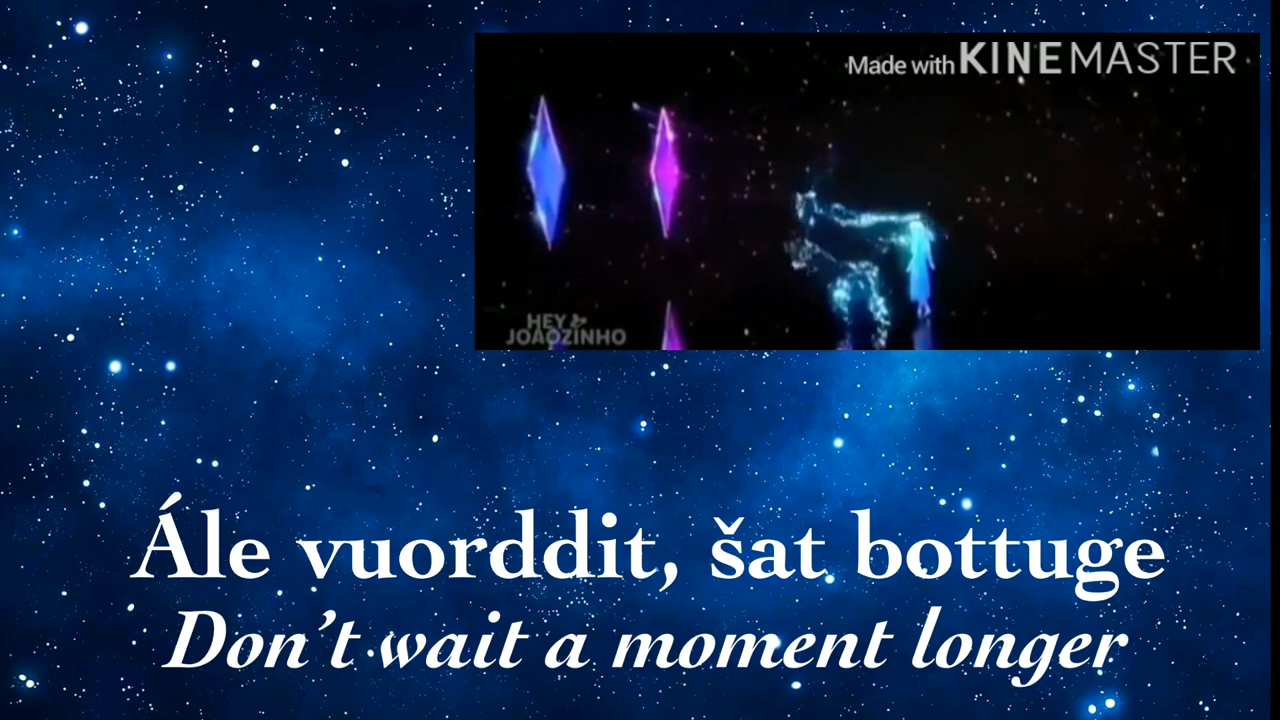 Made with KINEMASTER
HEY
JOAOZINHO
Ále vuorddit, šat bottuge
Don't wait a moment longer